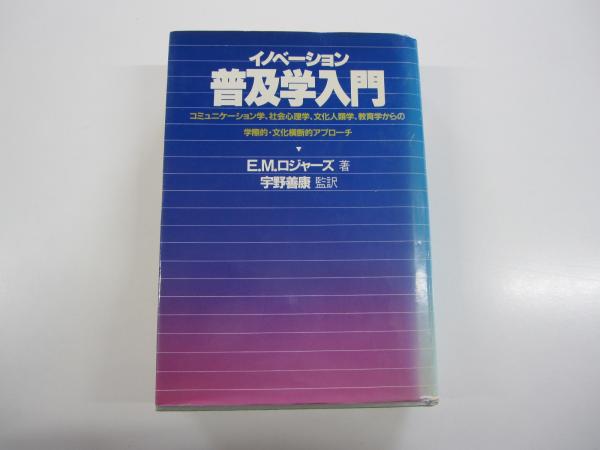 イノベーション
普及学入門
コミュニケーション学、社会心理学、文化人類学、教育学からの
学際的・文化横断的アプローチ
E.M.ロジャーズ 著
宇野善康 監訳